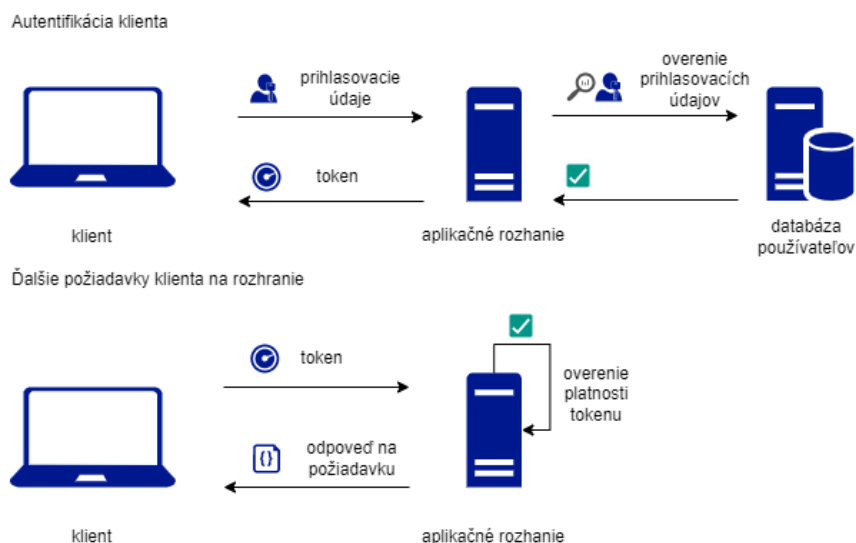 Autentifikácia klienta
prihlasovacie
údaje
overenie
prihlasovacích
údajov
token
klient
aplikačné rozhanie
databáza
používateľov
Ďalšie požiadavky klienta na rozhranie
token
overenie
platnosti
tokenu
{}
odpoveď na
požiadavku
klient
aplikačné rozhanie